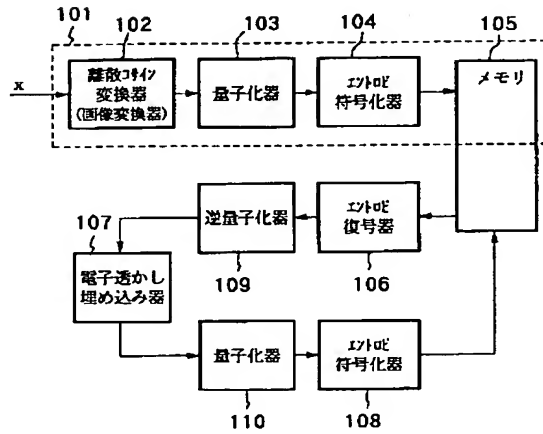 101
102
103
104
105
x
離散コサイン
変換器
(画像変換器)
量子化器
エントロピ
符号化器
メモリ
107
逆量子化器
エントロピ
復号器
109
106
電子透かし
埋め込み器
量子化器
エントロピ
符号化器
110
108